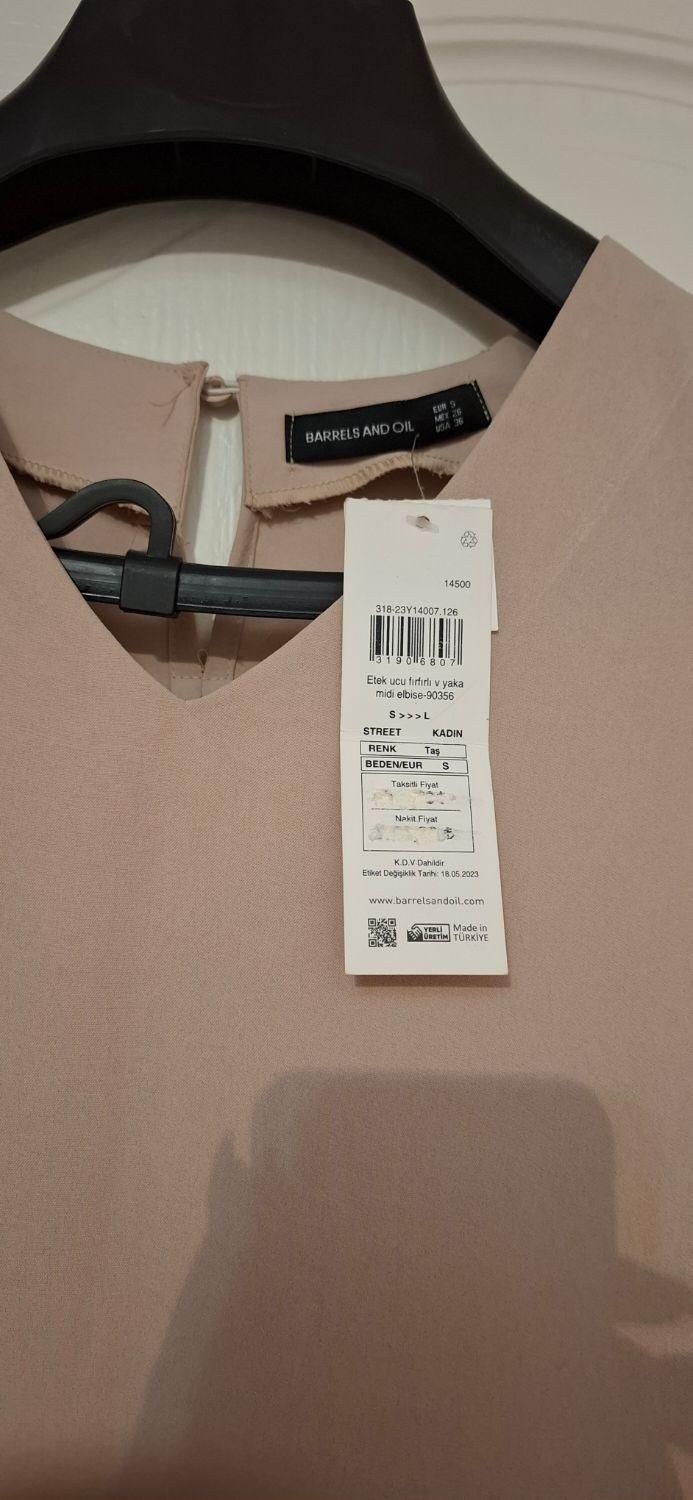 BARRELS AND OIL
EUR S
MEX 26
USA 36
14500
318-23Y14007.126
31906807
Etek ucu fırfırlı v yaka
midi elbise-90356
S >>> L
STREET KADIN
RENK Taş
BEDEN/EUR S
Taksitli Fiyat
Nakit Fiyat
K.D.V Dahildir
Etiket Değişiklik Tarihi: 18.05.2023
www.barrelsandoil.com
YERLİ
ÜRETİM
Made in
TÜRKİYE